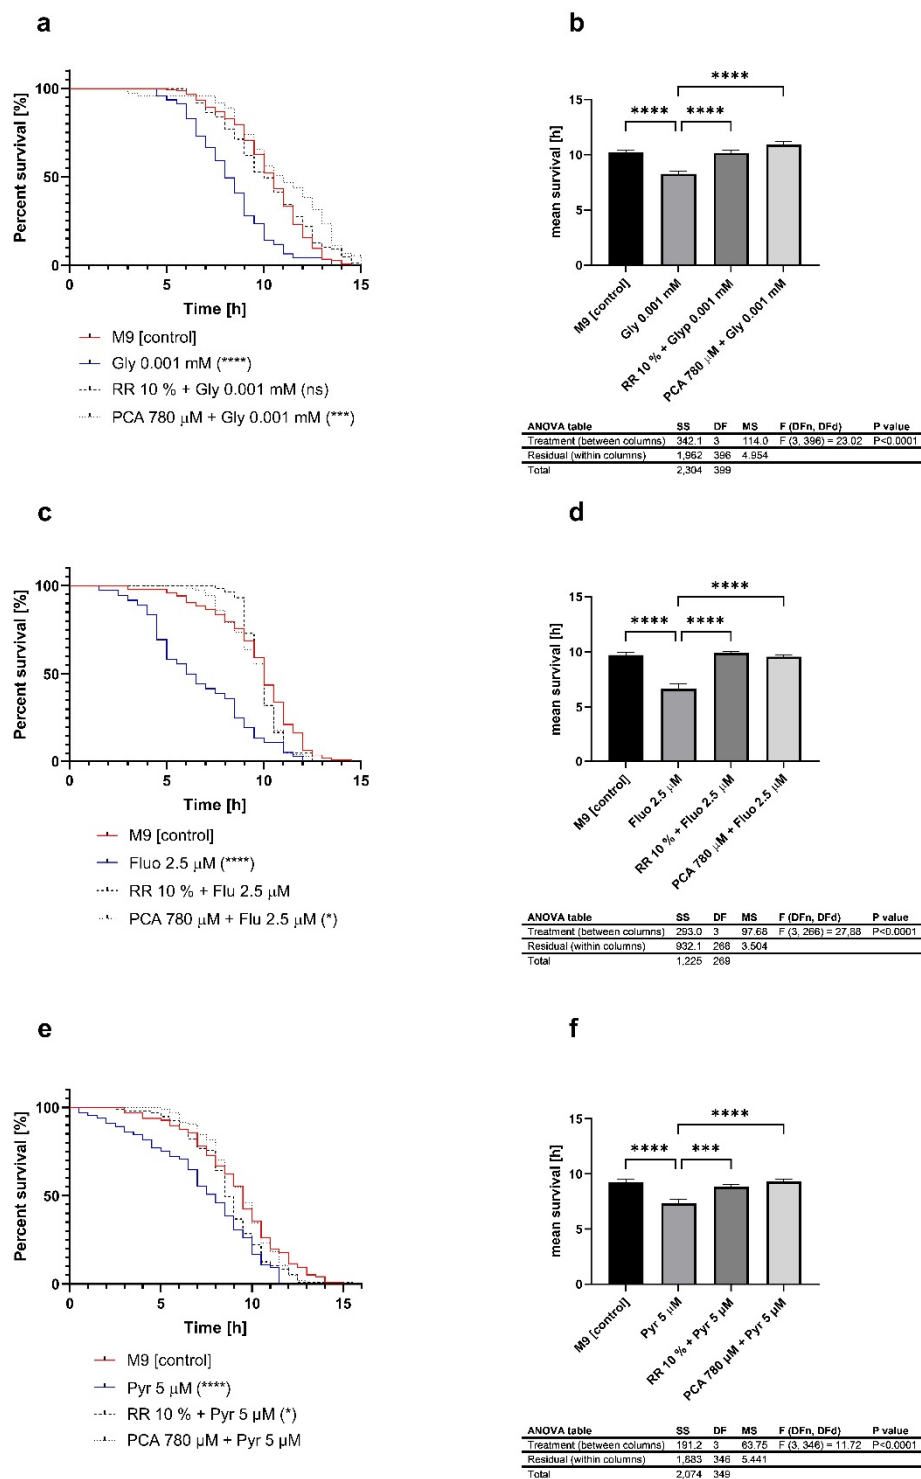 a
Percent survival [%]
100
50
0
0 5 10 15
Time [h]
M9 [control]
Gly 0.001 mM (****)
RR 10 % + Gly 0.001 mM (ns)
PCA 780 μM + Gly 0.001 mM (***)
b
mean survival [h]
15
10
5
0
****
**** ****
M9 [control]
Gly 0.001 mM
RR 10 % + Glyp 0.001 mM
PCA 780 μM + Gly 0.001 mM
ANOVA table SS DF MS F (DFn, DFd) P value
Treatment (between columns) 342.1 3 114.0 F (3, 396) = 23.02 P<0.0001
Residual (within columns) 1,962 396 4.954
Total 2,304 399
c
Percent survival [%]
100
50
0
0 5 10 15
Time [h]
M9 [control]
Fluo 2.5 μM (****)
RR 10 % + Flu 2.5 μM
PCA 780 μM + Flu 2.5 μM (*)
d
mean survival [h]
15
10
5
0
****
**** ****
M9 [control]
Fluo 2.5 μM
RR 10 % + Fluo 2.5 μM
PCA 780 μM + Fluo 2.5 μM
ANOVA table SS DF MS F (DFn, DFd) P value
Treatment (between columns) 293.0 3 97.68 F (3, 266) = 27,88 P<0.0001
Residual (within columns) 932.1 266 3.504
Total 1,225 269
e
Percent survival [%]
100
50
0
0 5 10 15
Time [h]
M9 [control]
Pyr 5 μM (****)
RR 10 % + Pyr 5 μM (*)
PCA 780 μM + Pyr 5 μM
f
mean survival [h]
15
10
5
0
****
**** ***
M9 [control]
Pyr 5 μM
RR 10 % + Pyr 5 μM
PCA 780 μM + Pyr 5 μM
ANOVA table SS DF MS F (DFn, DFd) P value
Treatment (between columns) 191.2 3 63.75 F (3, 346) = 11.72 P<0.0001
Residual (within columns) 1,883 346 5.441
Total 2,074 349